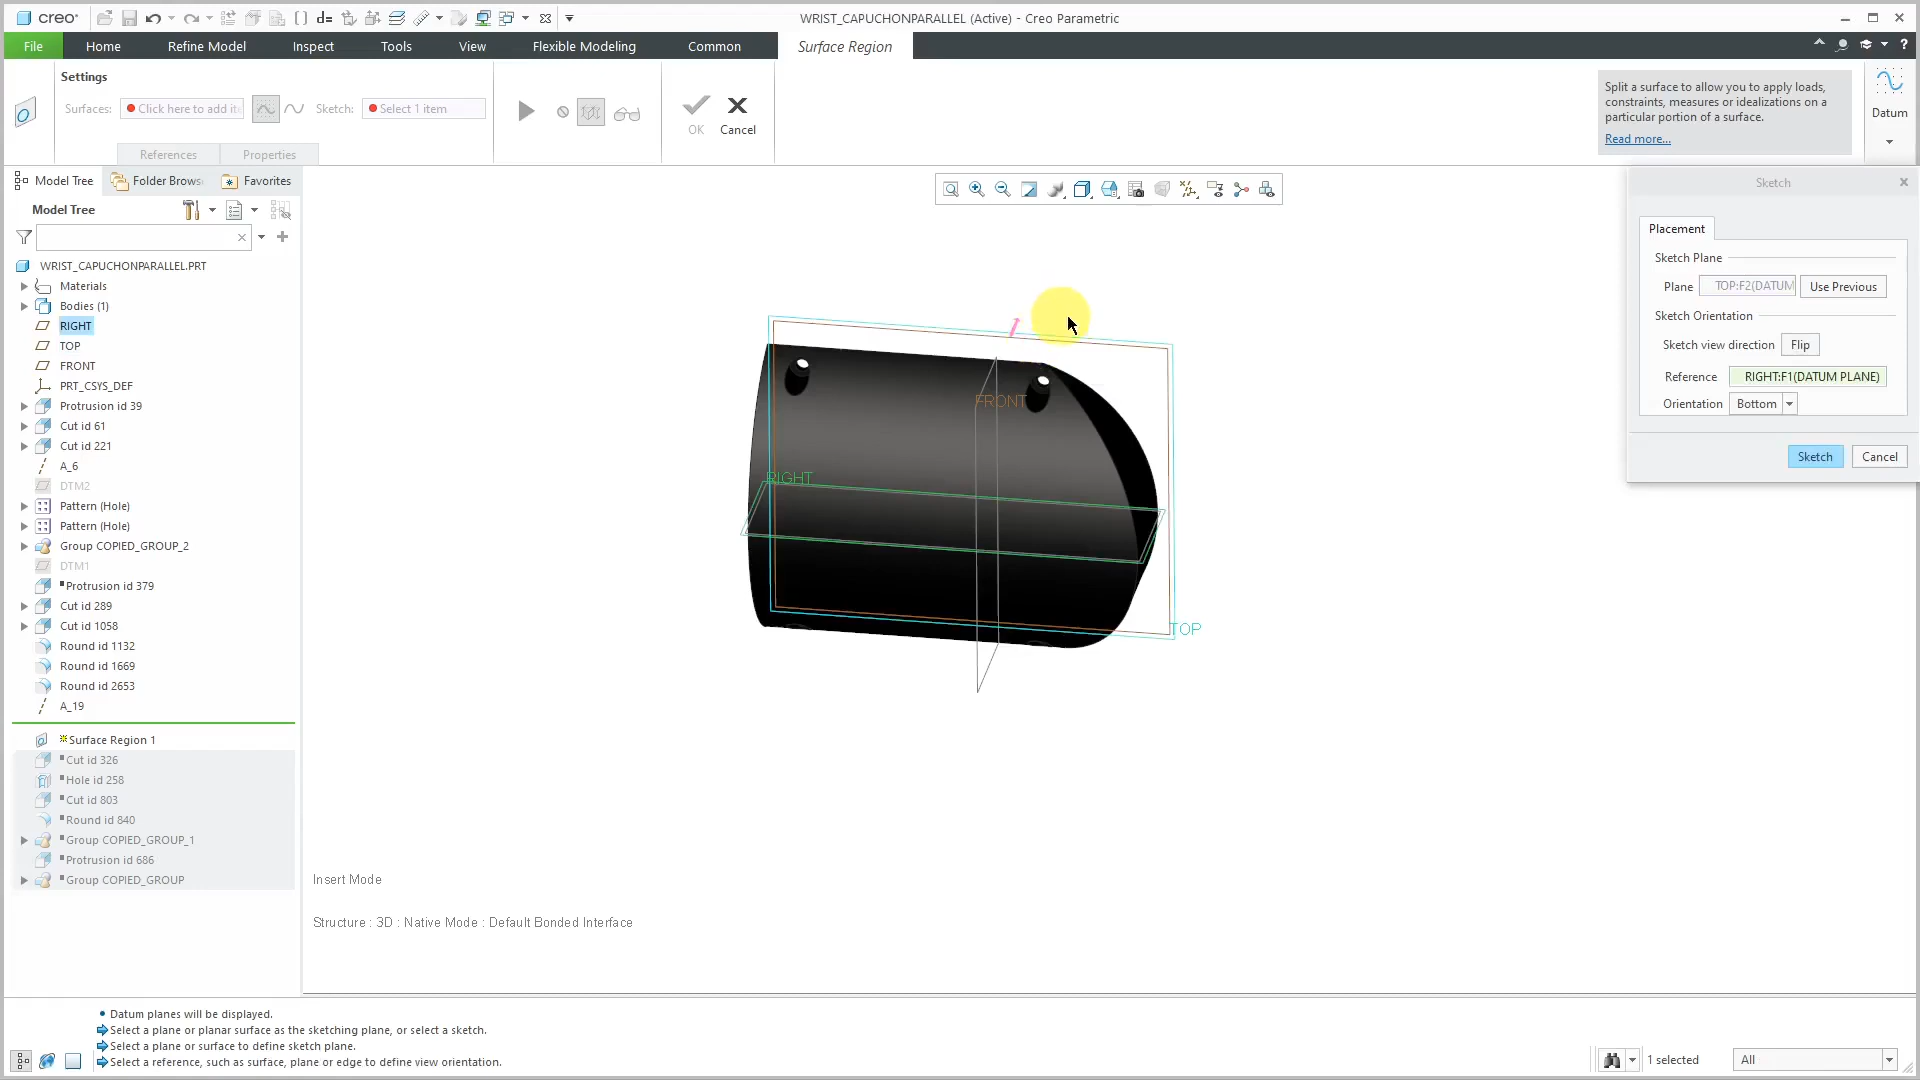 creo
WRIST_CAPUCHONPARALLEL (Active) - Creo Parametric
File
Home
Refine Model
Inspect
Tools
View
Flexible Modeling
Common
Surface Region
Settings
Surfaces:
Click here to add it
Sketch:
Select 1 item
OK
Cancel
References
Properties
Split a surface to allow you to apply loads,
constraints, measures or idealizations on a
particular portion of a surface.
Read more...
Datum
Model Tree
Folder Brows
Favorites
Model Tree
WRIST_CAPUCHONPARALLEL.PRT
Materials
Bodies (1)
RIGHT
TOP
FRONT
PRT_CSYS_DEF
Protrusion id 39
Cut id 61
Cut id 221
A_6
DTM2
Pattern (Hole)
Pattern (Hole)
Group COPIED_GROUP_2
DTM1
Protrusion id 379
Cut id 289
Cut id 1058
Round id 1132
Round id 1669
Round id 2653
A_19
Surface Region 1
Cut id 326
Hole id 258
Cut id 803
Round id 840
Group COPIED_GROUP_1
Protrusion id 686
Group COPIED_GROUP
FRONT
RIGHT
TOP
Insert Mode
Structure : 3D : Native Mode : Default Bonded Interface
Sketch
Placement
Sketch Plane
Plane
TOP:F2(DATUM
Use Previous
Sketch Orientation
Sketch view direction
Flip
Reference
RIGHT:F1(DATUM PLANE)
Orientation
Bottom
Sketch
Cancel
Datum planes will be displayed.
Select a plane or planar surface as the sketching plane, or select a sketch.
Select a plane or surface to define sketch plane.
Select a reference, such as surface, plane or edge to define view orientation.
1 selected
All